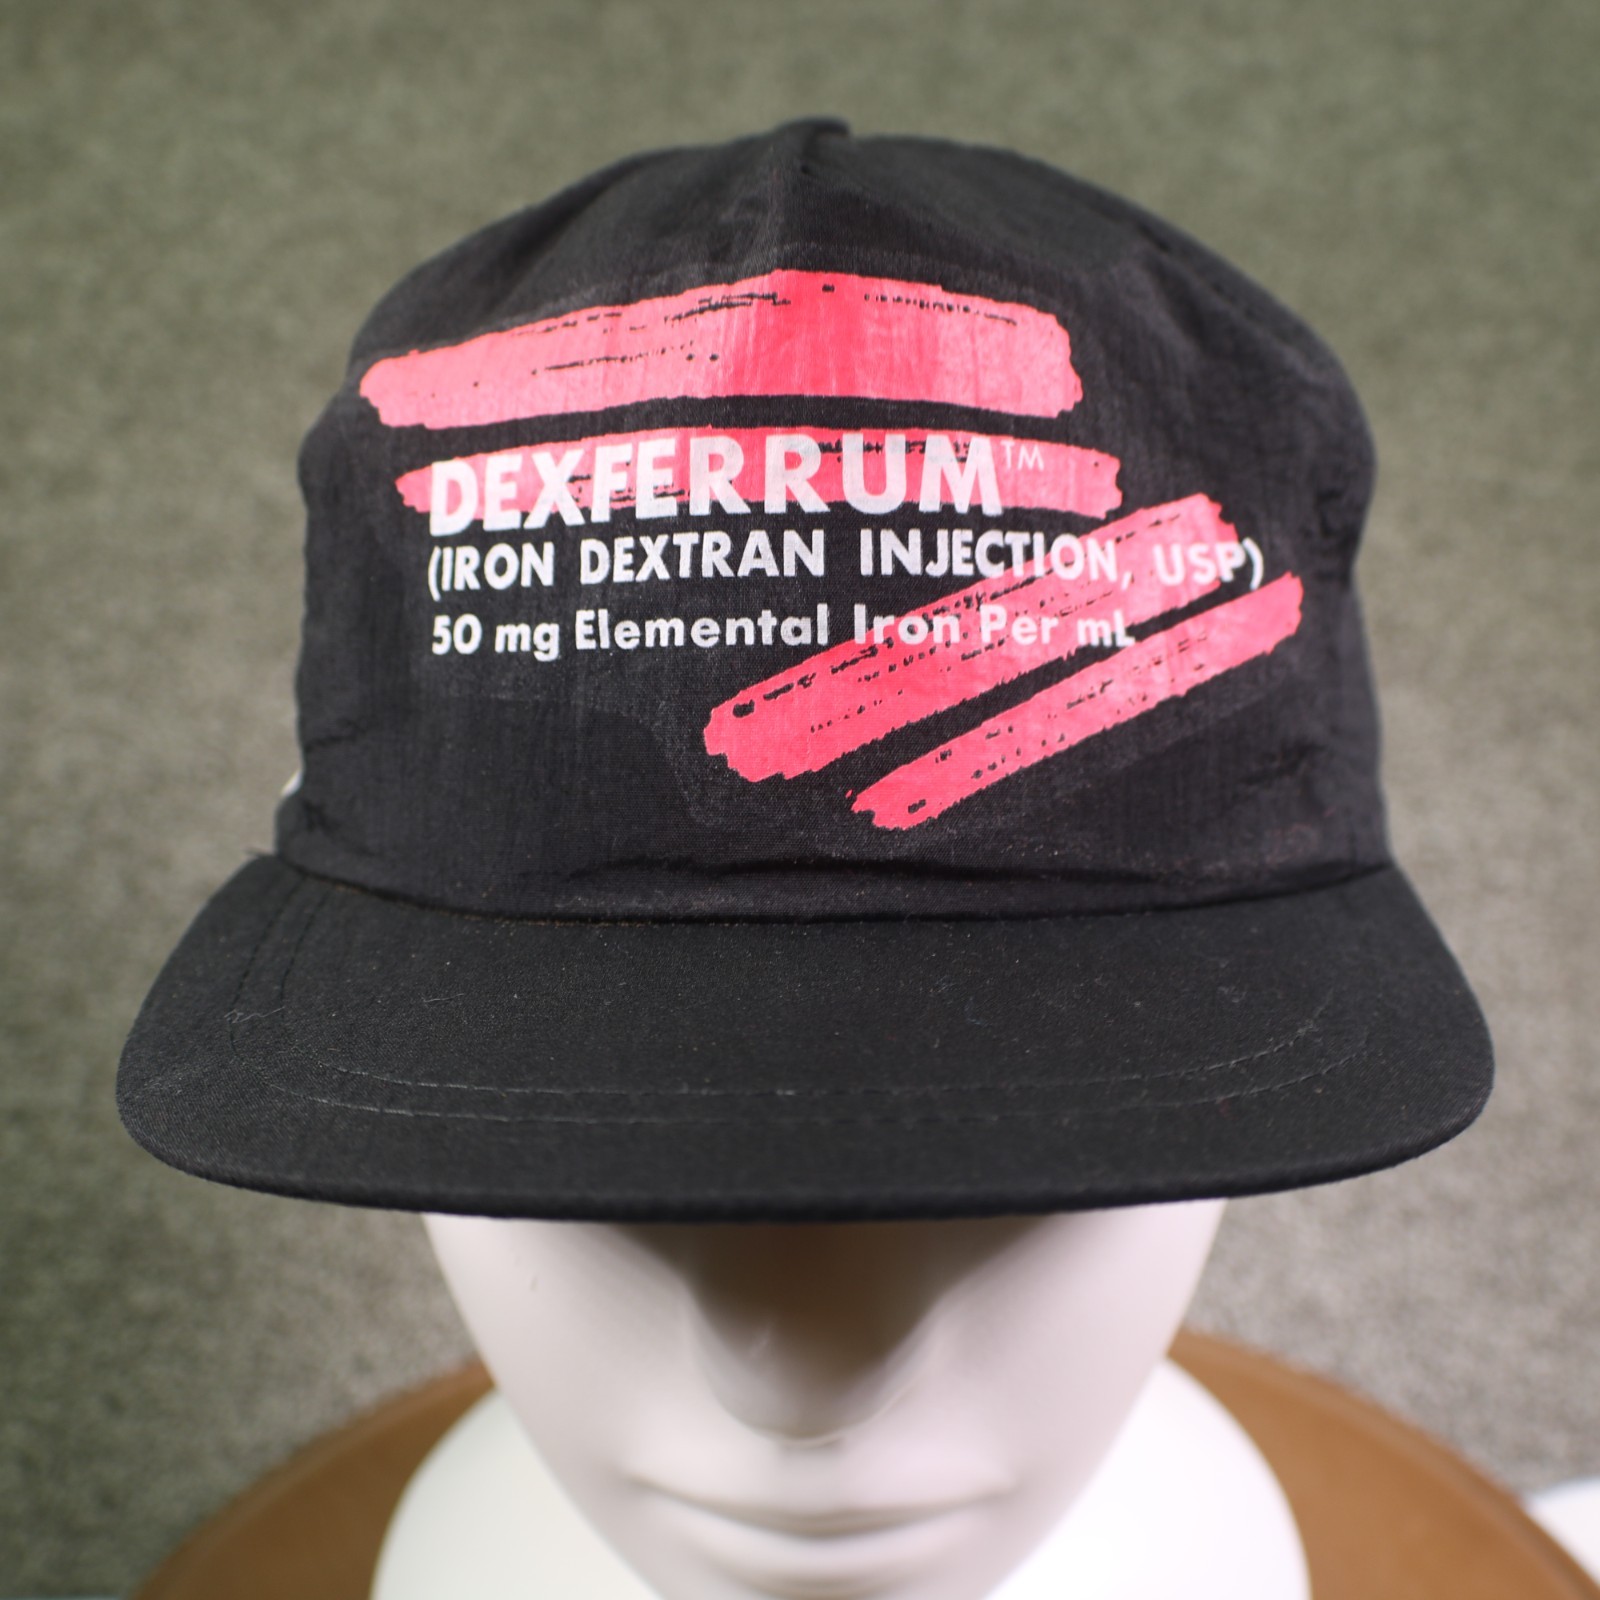 DEXFERRUM™
(IRON DEXTRAN INJECTION, USP)
50 mg Elemental Iron Per mL